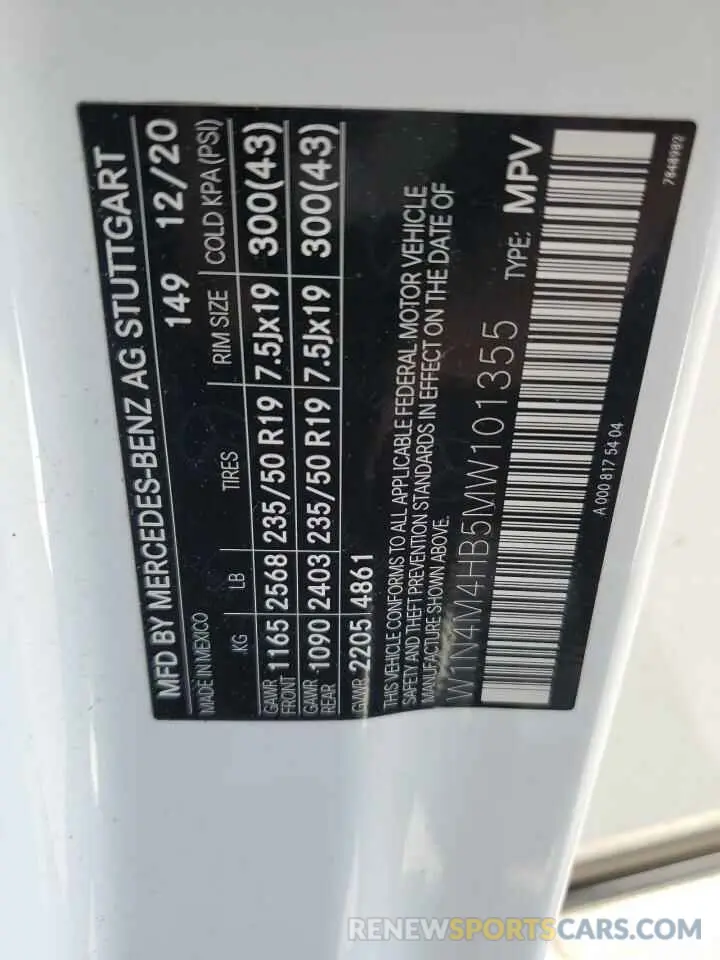 MFD BY MERCEDES-BENZ AG STUTTGART
MADE IN MEXICO 149 12/20
KG LB TIRES RIM SIZE COLD KPA (PSI)
GAWR FRONT 1165 2568 235/50 R19 7.5Jx19 300(43)
GAWR REAR 1090 2403 235/50 R19 7.5Jx19 300(43)
GVWR 2205 4861
THIS VEHICLE CONFORMS TO ALL APPLICABLE FEDERAL MOTOR VEHICLE
SAFETY AND THEFT PREVENTION STANDARDS IN EFFECT ON THE DATE OF
MANUFACTURE SHOWN ABOVE.
W1N4M4HB5MW101355 TYPE: MPV
A 000 817 54 04 7848982
RENEWSPORTSCARS.COM